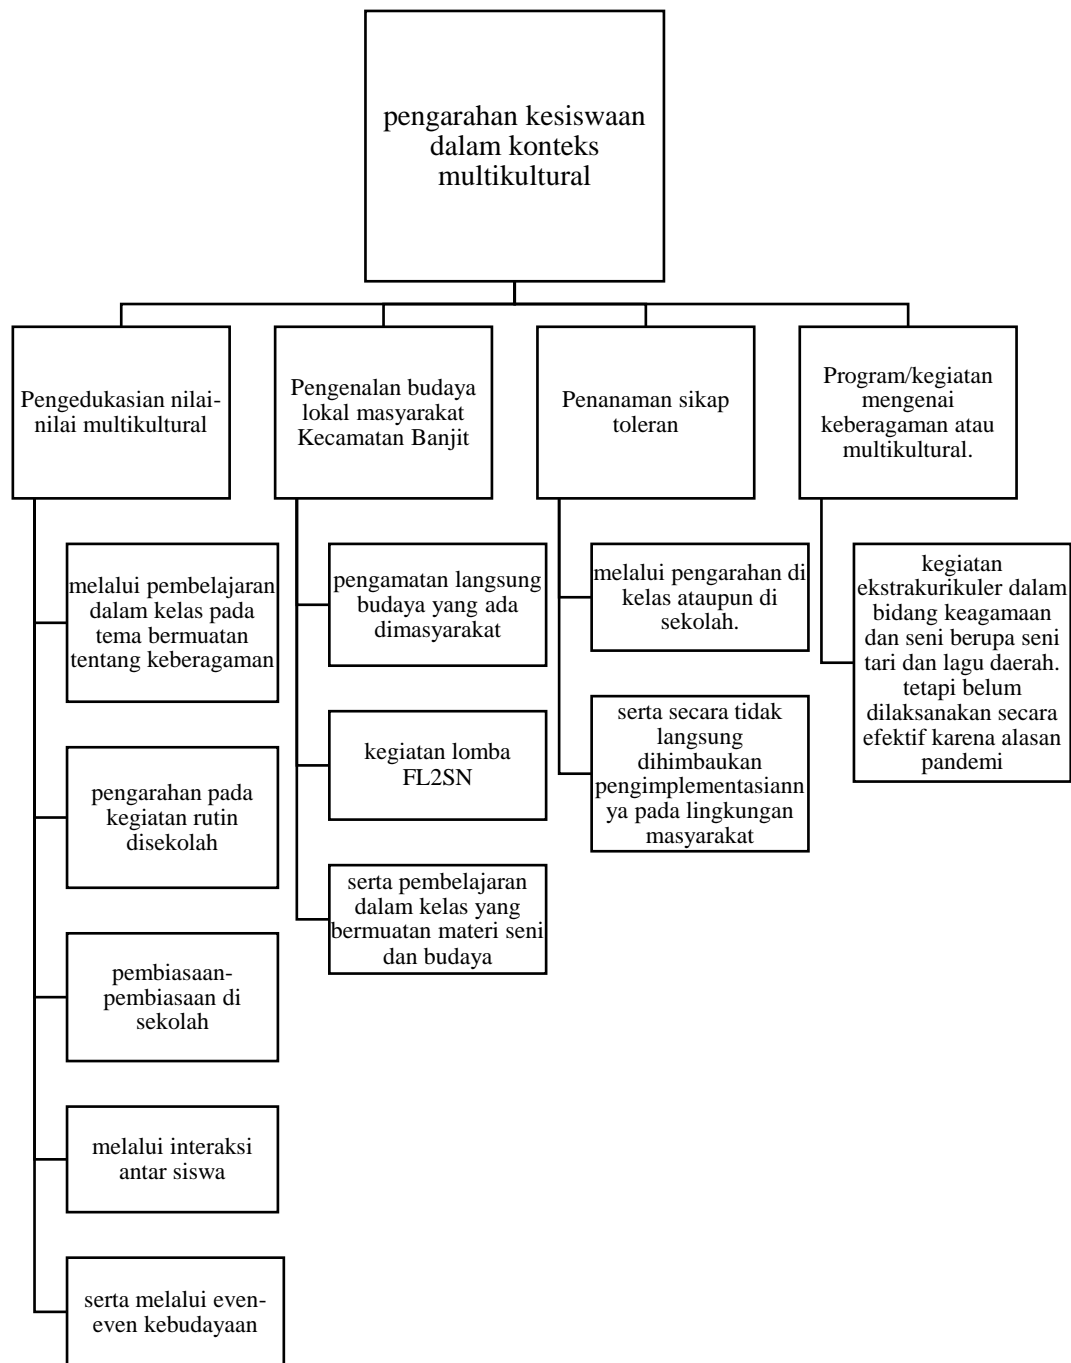 pengarahan kesiswaan
dalam konteks
multikultural
Pengedukasian nilai-
nilai multikultural
melalui pembelajaran
dalam kelas pada
tema bermuatan
tentang keberagaman
pengarahan pada
kegiatan rutin
disekolah
pembiasaan-
pembiasaan di
sekolah
melalui interaksi
antar siswa
serta melalui even-
even kebudayaan
Pengenalan budaya
lokal masyarakat
Kecamatan Banjit
pengamatan langsung
budaya yang ada
dimasyarakat
kegiatan lomba
FL2SN
serta pembelajaran
dalam kelas yang
bermuatan materi seni
dan budaya
Penanaman sikap
toleran
melalui pengarahan di
kelas ataupun di
sekolah.
serta secara tidak
langsung
dihimbaukan
pengimplementasiann
ya pada lingkungan
masyarakat
Program/kegiatan
mengenai
keberagaman atau
multikultural.
kegiatan
ekstrakurikuler dalam
bidang keagamaan
dan seni berupa seni
tari dan lagu daerah.
tetapi belum
dilaksanakan secara
efektif karena alasan
pandemi